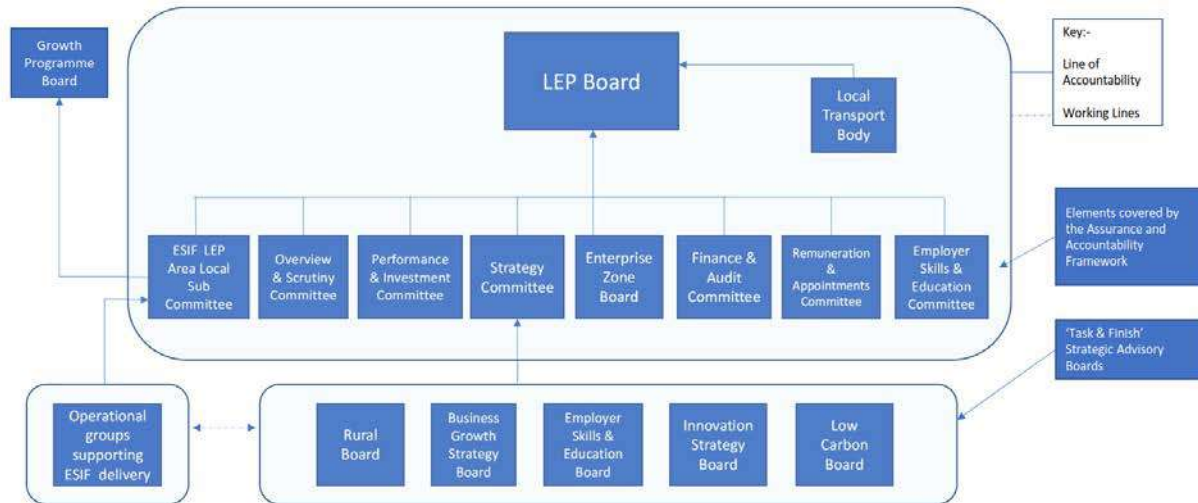 Growth
Programme
Board
LEP Board
Local
Transport
Body
Key:-
Line of
Accountability
Working Lines
ESIF LEP
Area Local
Sub
Committee
Overview
& Scrutiny
Committee
Performance
& Investment
Committee
Strategy
Committee
Enterprise
Zone
Board
Finance &
Audit
Committee
Remuneration
&
Appointments
Committee
Employer
Skills &
Education
Committee
Elements covered by
the Assurance and
Accountability
Framework
'Task & Finish'
Strategic Advisory
Boards
Operational
groups
supporting
ESIF delivery
Rural
Board
Business
Growth
Strategy
Board
Employer
Skills &
Education
Board
Innovation
Strategy
Board
Low
Carbon
Board